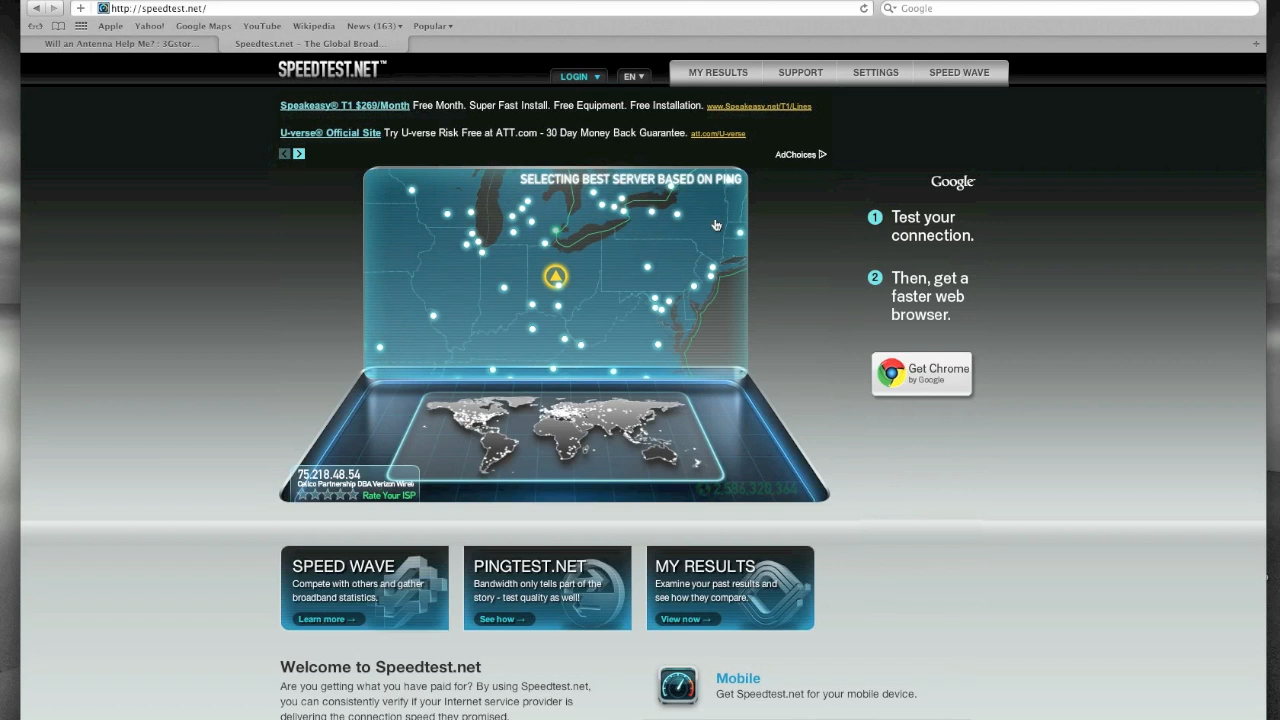 http://speedtest.net/
Google
Apple Yahoo! Google Maps YouTube Wikipedia News (163) Popular
Will an Antenna Help Me? : 3Gstor...
Speedtest.net – The Global Broad...
SPEEDTEST.NET™
LOGIN
EN
MY RESULTS
SUPPORT
SETTINGS
SPEED WAVE
Speakeasy® T1 $269/Month Free Month. Super Fast Install. Free Equipment. Free Installation. www.Speakeasy.net/T1/Lines
U-verse® Official Site Try U-verse Risk Free at ATT.com - 30 Day Money Back Guarantee. att.com/U-verse
AdChoices
SELECTING BEST SERVER BASED ON PING
Google
1 Test your
connection.
2 Then, get a
faster web
browser.
Get Chrome
by Google
75.218.48.54
Cellco Partnership DBA Verizon Wirel
Rate Your ISP
SPEED WAVE
Compete with others and gather
broadband statistics.
Learn more →
PINGTEST.NET
Bandwidth only tells part of the
story - test quality as well!
See how →
MY RESULTS
Examine your past results and
see how they compare.
View now →
Welcome to Speedtest.net
Are you getting what you have paid for? By using Speedtest.net,
you can consistently verify if your Internet service provider is
delivering the connection speed they promised.
Mobile
Get Speedtest.net for your mobile device.